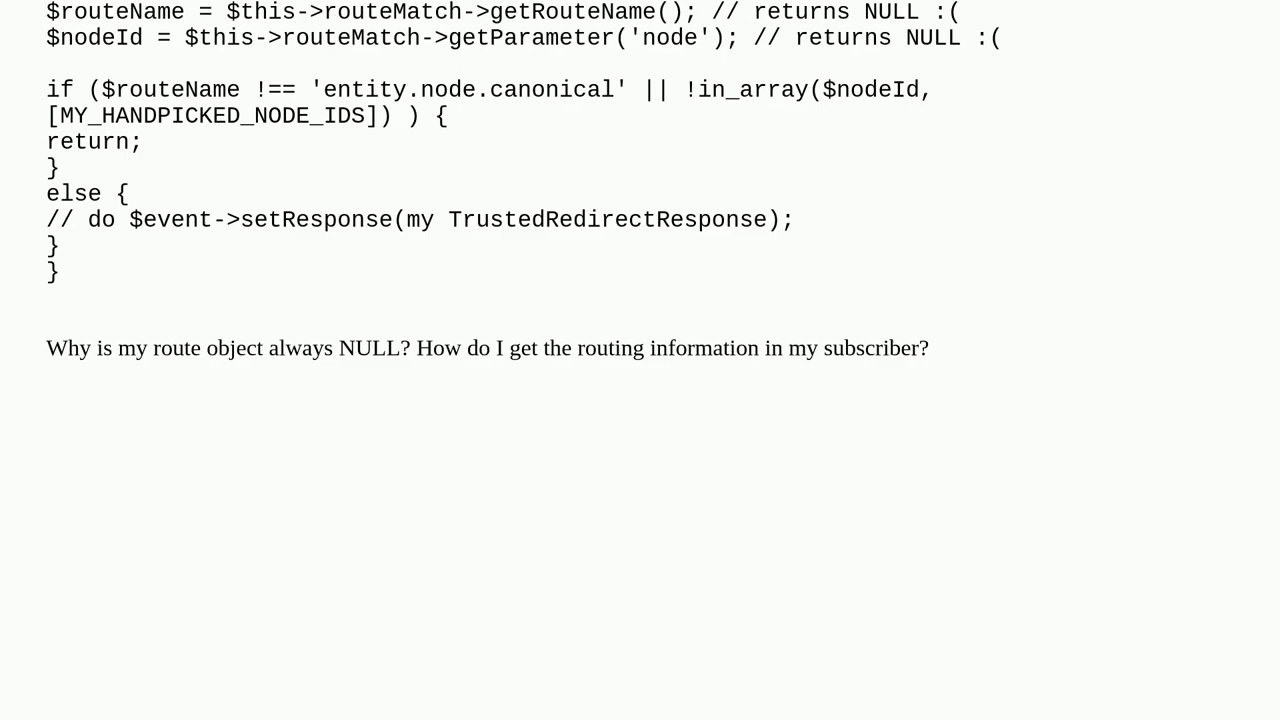 $routeName = $this->routeMatch->getRouteName(); // returns NULL :(
$nodeId = $this->routeMatch->getParameter('node'); // returns NULL :(
if ($routeName !== 'entity.node.canonical' || !in_array($nodeId,
[MY_HANDPICKED_NODE_IDS]) ) {
return;
}
else {
// do $event->setResponse(my TrustedRedirectResponse);
}
}
Why is my route object always NULL? How do I get the routing information in my subscriber?